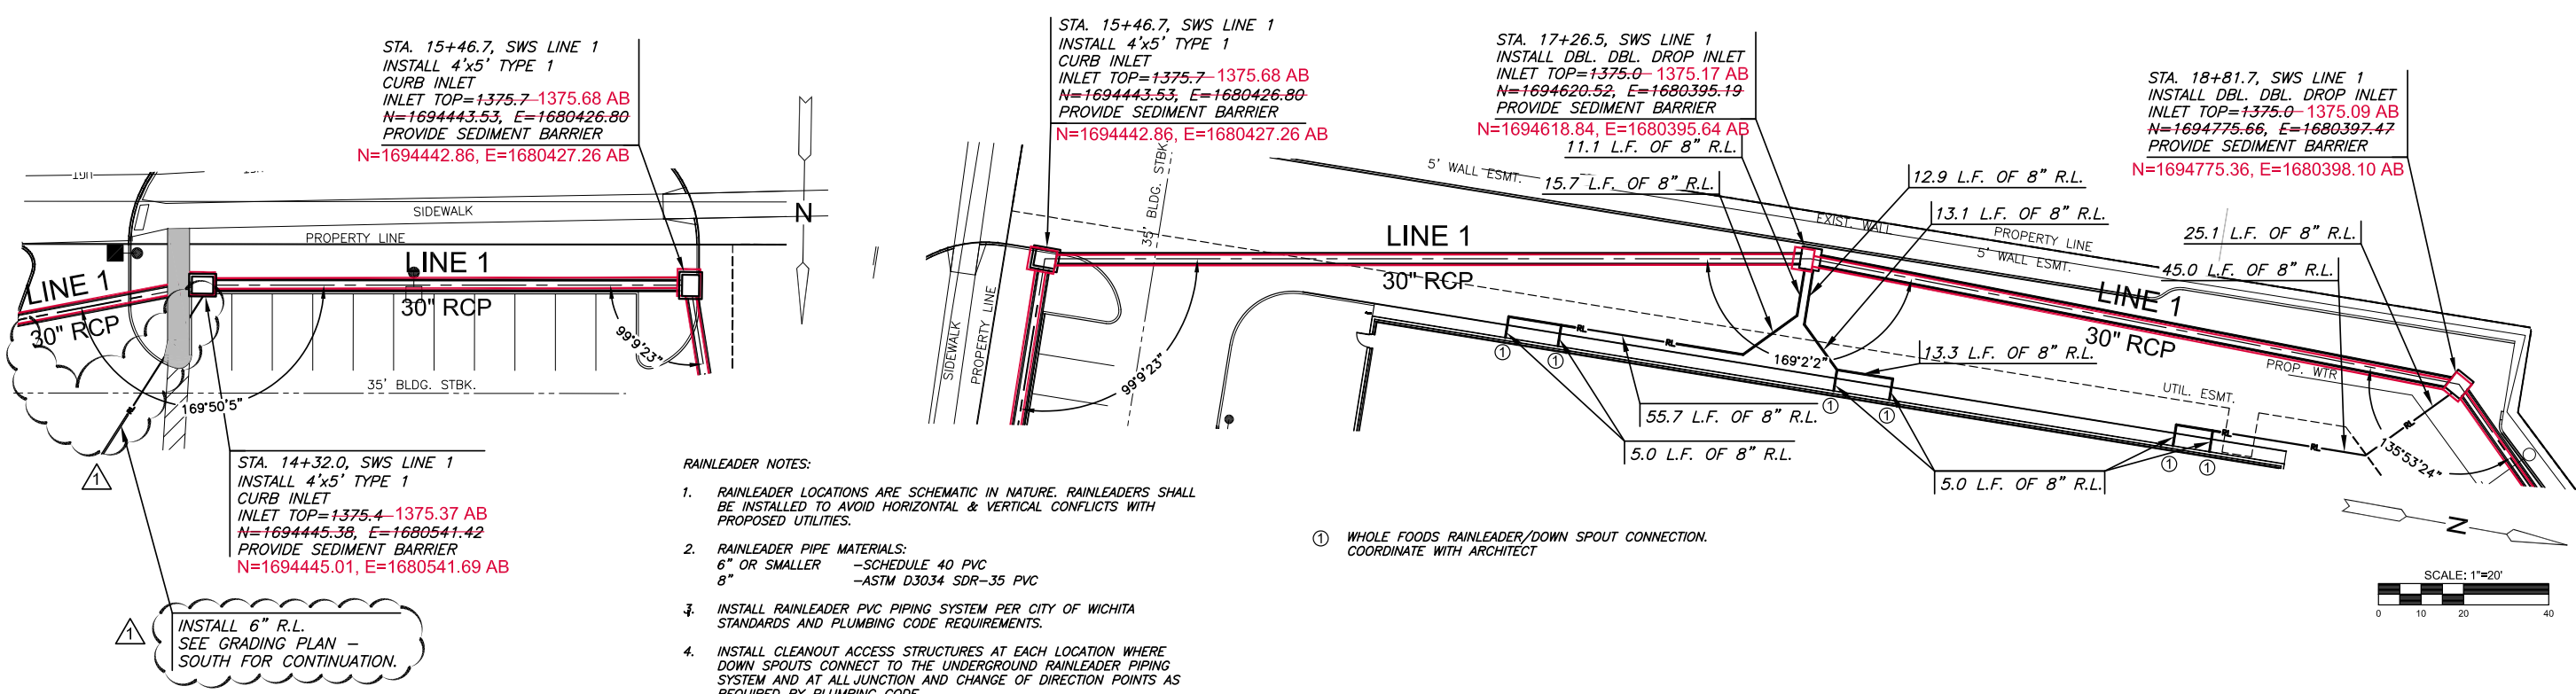 STA. 15+46.7, SWS LINE 1
INSTALL 4'x5' TYPE 1
CURB INLET
INLET TOP=1375.7 1375.68 AB
N=1694443.53, E=1680426.80
PROVIDE SEDIMENT BARRIER
N=1694442.86, E=1680427.26 AB
SIDEWALK
PROPERTY LINE
N
LINE 1
30" RCP
LINE 1
30" RCP
99°9'23"
35' BLDG. STBK.
169°50'5"
RL
1
STA. 14+32.0, SWS LINE 1
INSTALL 4'x5' TYPE 1
CURB INLET
INLET TOP=1375.4 1375.37 AB
N=1694445.38, E=1680541.42
PROVIDE SEDIMENT BARRIER
N=1694445.01, E=1680541.69 AB
1
INSTALL 6" R.L.
SEE GRADING PLAN –
SOUTH FOR CONTINUATION.
RAINLEADER NOTES:
1. RAINLEADER LOCATIONS ARE SCHEMATIC IN NATURE. RAINLEADERS SHALL
BE INSTALLED TO AVOID HORIZONTAL & VERTICAL CONFLICTS WITH
PROPOSED UTILITIES.
2. RAINLEADER PIPE MATERIALS:
6" OR SMALLER –SCHEDULE 40 PVC
8" –ASTM D3034 SDR–35 PVC
3. INSTALL RAINLEADER PVC PIPING SYSTEM PER CITY OF WICHITA
STANDARDS AND PLUMBING CODE REQUIREMENTS.
4. INSTALL CLEANOUT ACCESS STRUCTURES AT EACH LOCATION WHERE
DOWN SPOUTS CONNECT TO THE UNDERGROUND RAINLEADER PIPING
SYSTEM AND AT ALL JUNCTION AND CHANGE OF DIRECTION POINTS AS
REQUIRED BY PLUMBING CODE
STA. 15+46.7, SWS LINE 1
INSTALL 4'x5' TYPE 1
CURB INLET
INLET TOP=1375.7 1375.68 AB
N=1694443.53, E=1680426.80
PROVIDE SEDIMENT BARRIER
N=1694442.86, E=1680427.26 AB
STA. 17+26.5, SWS LINE 1
INSTALL DBL. DBL. DROP INLET
INLET TOP=1375.0 1375.17 AB
N=1694620.52, E=1680395.19
PROVIDE SEDIMENT BARRIER
N=1694618.84, E=1680395.64 AB
11.1 L.F. OF 8" R.L.
15.7 L.F. OF 8" R.L.
12.9 L.F. OF 8" R.L.
13.1 L.F. OF 8" R.L.
STA. 18+81.7, SWS LINE 1
INSTALL DBL. DBL. DROP INLET
INLET TOP=1375.0 1375.09 AB
N=1694775.66, E=1680397.47
PROVIDE SEDIMENT BARRIER
N=1694775.36, E=1680398.10 AB
25.1 L.F. OF 8" R.L.
45.0 L.F. OF 8" R.L.
35' BLDG. STBK.
5' WALL ESMT.
EXIST. WALL
PROPERTY LINE
5' WALL ESMT.
LINE 1
30" RCP
LINE 1
30" RCP
SIDEWALK
PROPERTY LINE
99°9'23"
RL
RL
169°2'2"
13.3 L.F. OF 8" R.L.
PROP. WTR
UTIL. ESMT.
RL
RL
RL
135°53'24"
1
1
1
1
1
1
55.7 L.F. OF 8" R.L.
5.0 L.F. OF 8" R.L.
5.0 L.F. OF 8" R.L.
1 WHOLE FOODS RAINLEADER/DOWN SPOUT CONNECTION.
COORDINATE WITH ARCHITECT
N
SCALE: 1"=20'
0 10 20 40